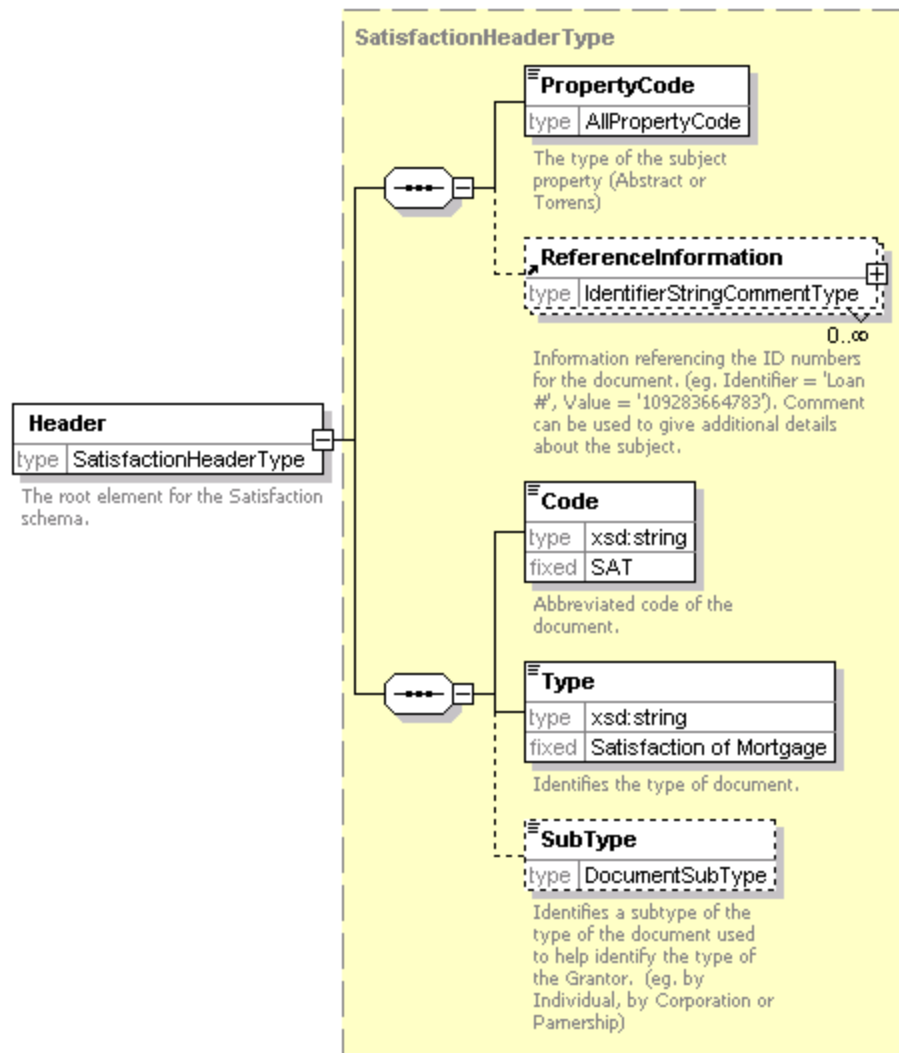 SatisfactionHeaderType
PropertyCode
type AllPropertyCode
The type of the subject
property (Abstract or
Torrens)
ReferenceInformation
type IdentifierStringCommentType
0..∞
Information referencing the ID numbers
for the document. (eg. Identifier = 'Loan
#', Value = '109283664783'). Comment
can be used to give additional details
about the subject.
Header
type SatisfactionHeaderType
The root element for the Satisfaction
schema.
Code
type xsd:string
fixed SAT
Abbreviated code of the
document.
Type
type xsd:string
fixed Satisfaction of Mortgage
Identifies the type of document.
SubType
type DocumentSubType
Identifies a subtype of the
type of the document used
to help identify the type of
the Grantor. (eg. by
Individual, by Corporation or
Parnership)